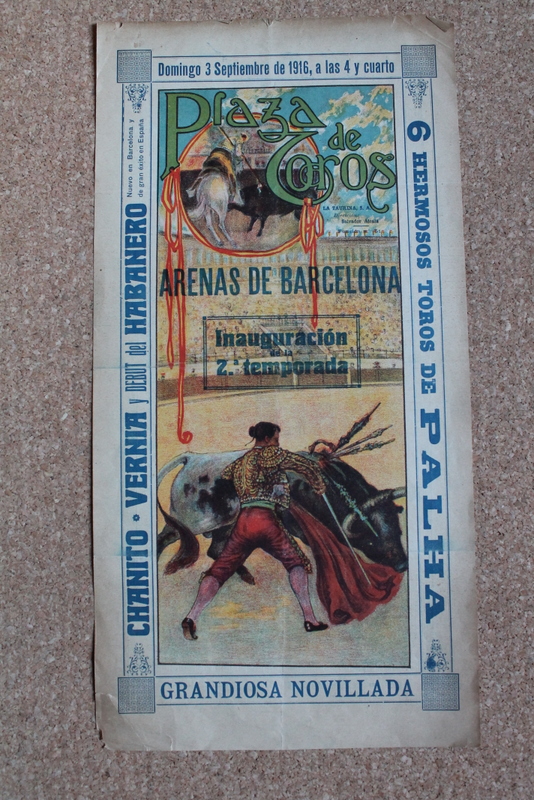 Domingo 3 Septiembre de 1916, a las 4 y cuarto
Plaza
de
Toros
ARENAS DE BARCELONA
Inauguración
de la
2.ª temporada
CHANITO - VERNIA y DEBUT del HABANERO
Nuevo en Barcelona y
de gran éxito en España
6 HERMOSOS TOROS DE PALHA
GRANDIOSA NOVILLADA